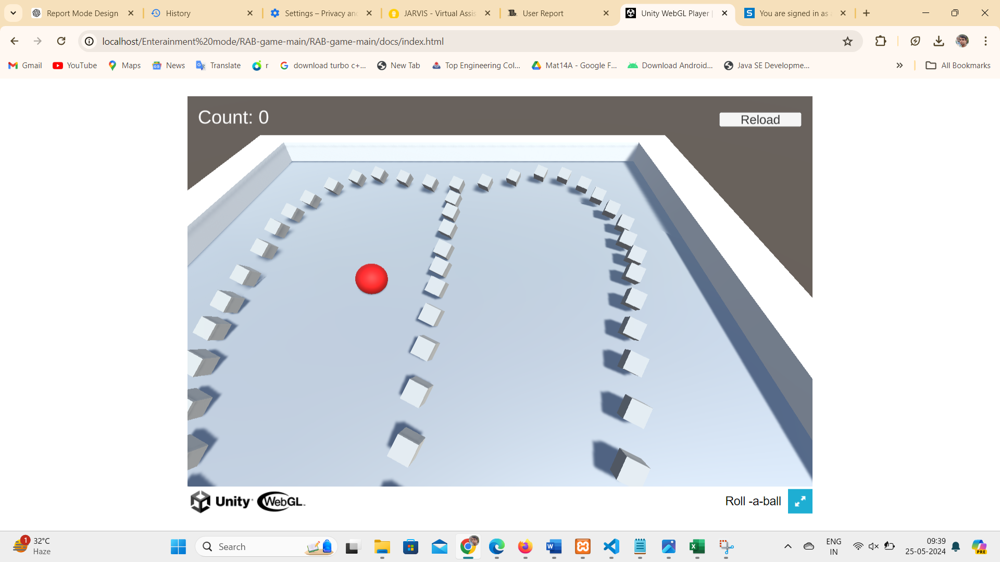 Report Mode Design
History
Settings – Privacy and
JARVIS - Virtual Assis
User Report
Unity WebGL Player |
You are signed in as
localhost/Enterainment%20mode/RAB-game-main/RAB-game-main/docs/index.html
Gmail
YouTube
Maps
News
Translate
r
download turbo c+...
New Tab
Top Engineering Col...
Mat14A - Google F...
Download Android...
Java SE Developme...
All Bookmarks
Count: 0
Reload
Unity
WebGL
Roll -a-ball
1
32°C
Haze
Search
ENG
IN
09:39
25-05-2024
PRE